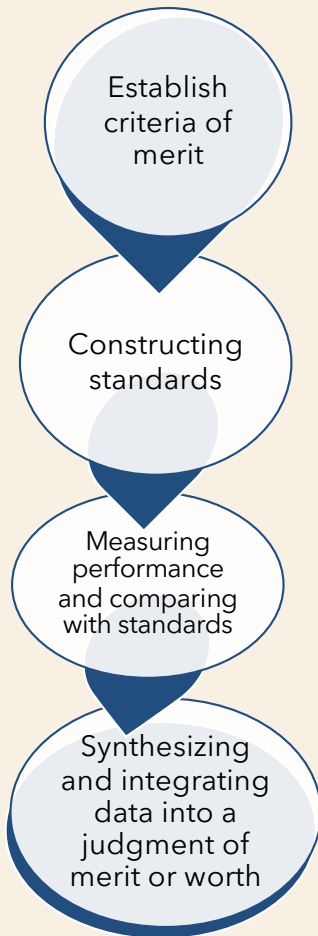 Establish
criteria of
merit
Constructing
standards
Measuring
performance
and comparing
with standards
Synthesizing
and integrating
data into a
judgment of
merit or worth